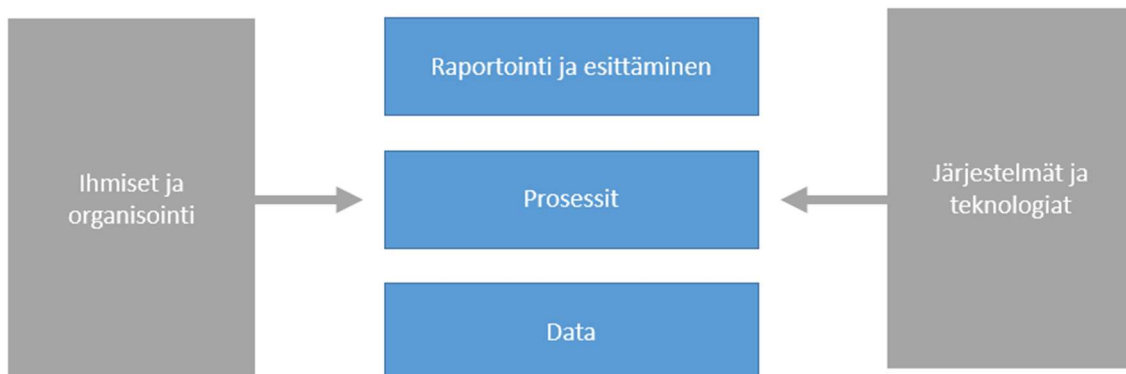 Ihmiset ja
organisointi
Raportointi ja esittäminen
Prosessit
Data
Järjestelmät ja
teknologiat